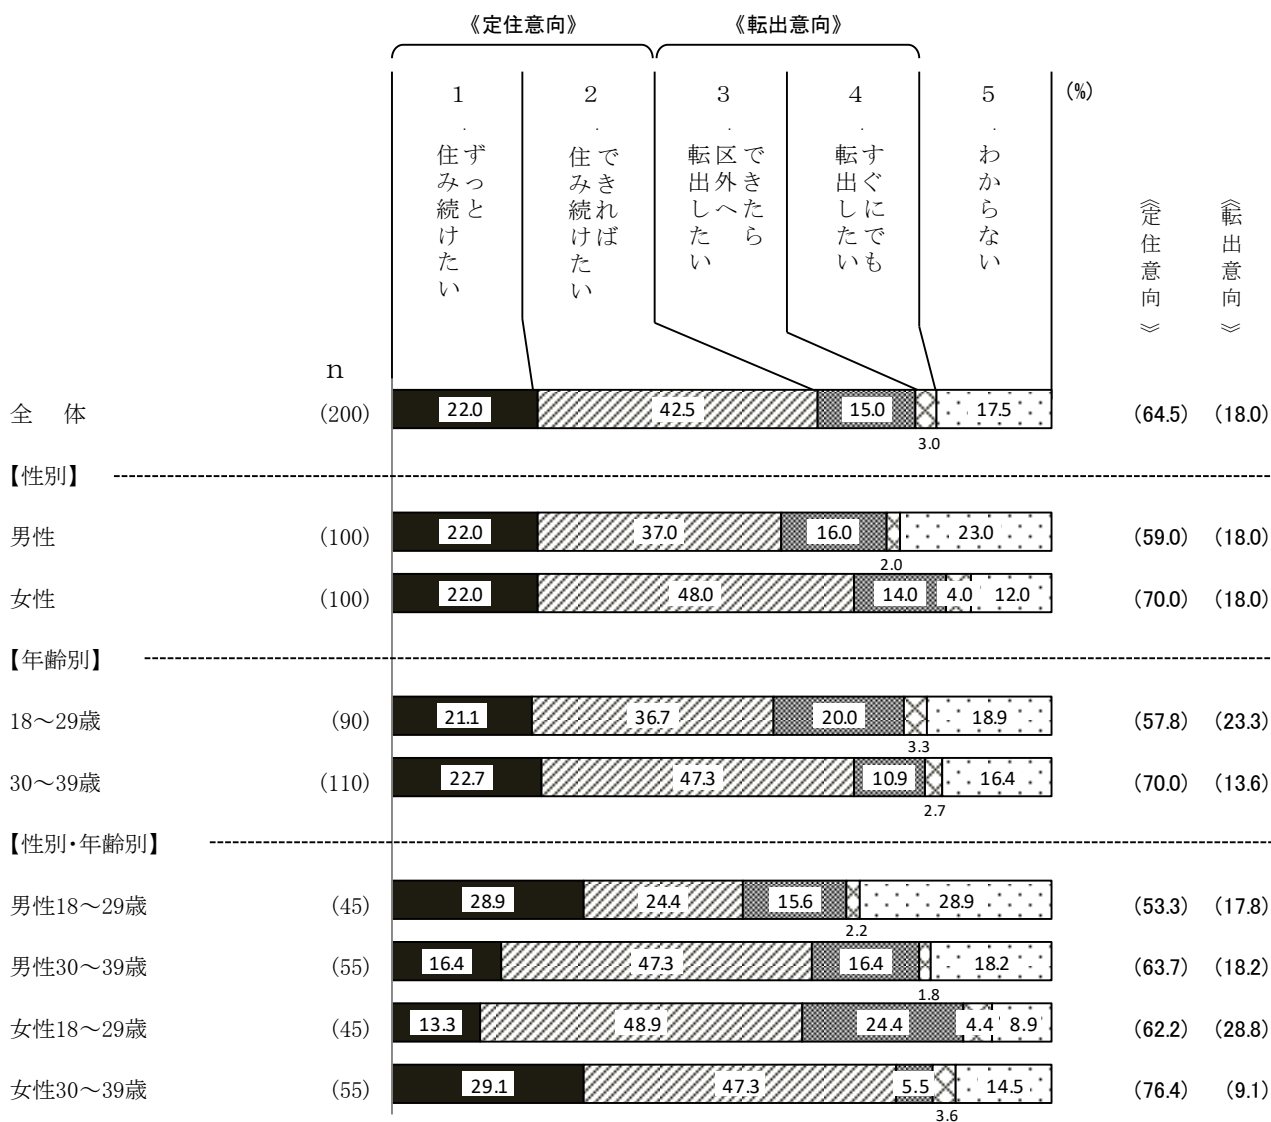 《定住意向》 《転出意向》
1.ずっと住み続けたい
2.できれば住み続けたい
3.できたら区外へ転出したい
4.すぐにでも転出したい
5.わからない
(%)
《定住意向》
《転出意向》
n
全 体 (200) 22.0 42.5 15.0 3.0 17.5 (64.5) (18.0)
【性別】
男性 (100) 22.0 37.0 16.0 2.0 23.0 (59.0) (18.0)
女性 (100) 22.0 48.0 14.0 4.0 12.0 (70.0) (18.0)
【年齢別】
18～29歳 (90) 21.1 36.7 20.0 3.3 18.9 (57.8) (23.3)
30～39歳 (110) 22.7 47.3 10.9 2.7 16.4 (70.0) (13.6)
【性別・年齢別】
男性18～29歳 (45) 28.9 24.4 15.6 2.2 28.9 (53.3) (17.8)
男性30～39歳 (55) 16.4 47.3 16.4 1.8 18.2 (63.7) (18.2)
女性18～29歳 (45) 13.3 48.9 24.4 4.4 8.9 (62.2) (28.8)
女性30～39歳 (55) 29.1 47.3 5.5 3.6 14.5 (76.4) (9.1)